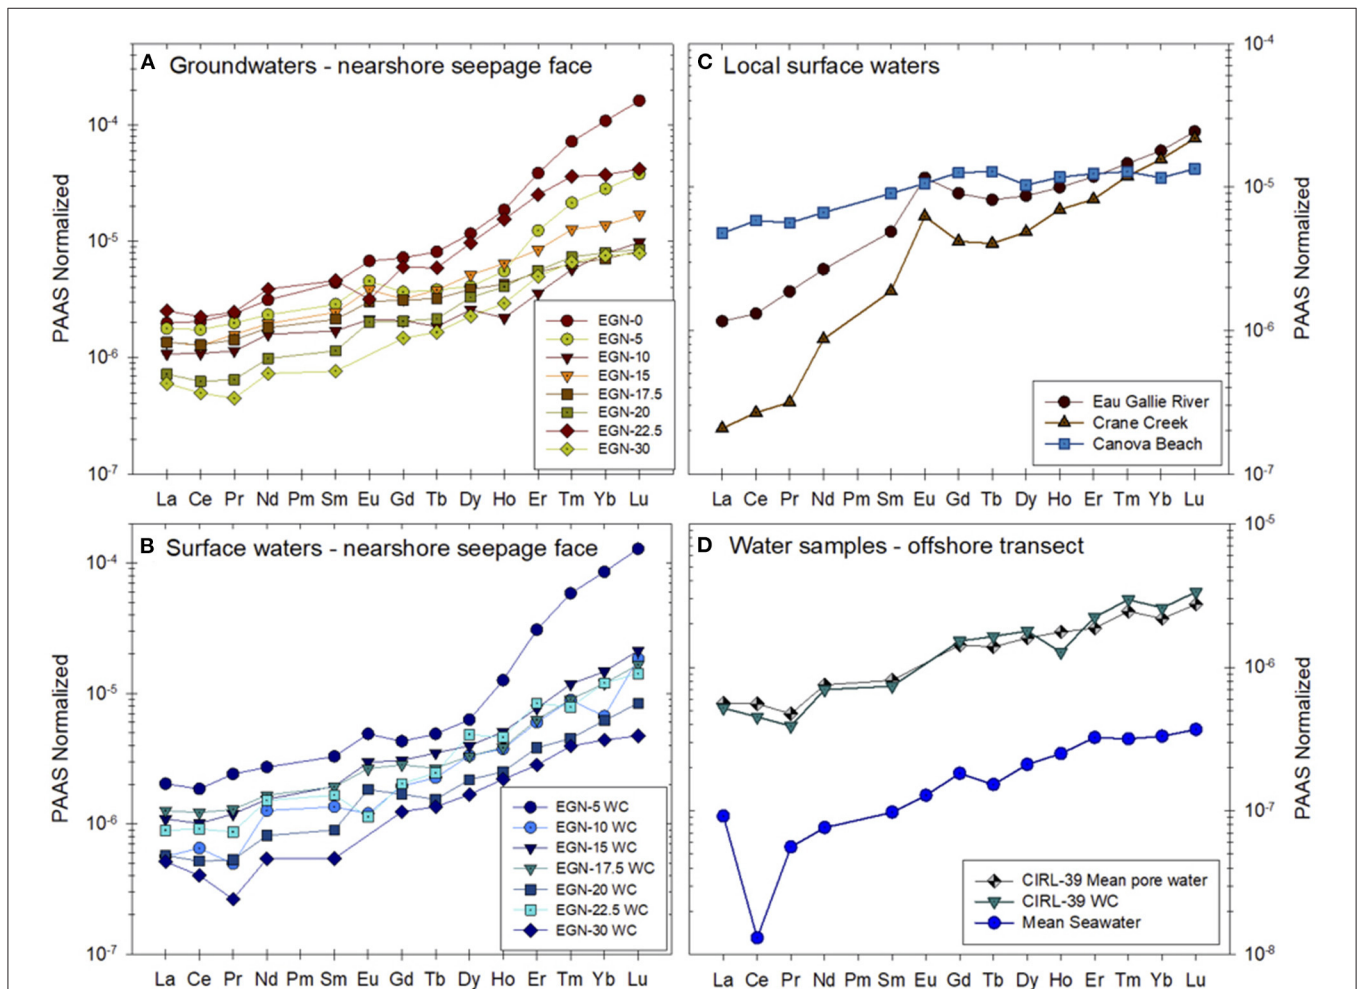 A Groundwaters - nearshore seepage face
PAAS Normalized
10-4
10-5
10-6
10-7
EGN-0
EGN-5
EGN-10
EGN-15
EGN-17.5
EGN-20
EGN-22.5
EGN-30
La Ce Pr Nd Pm Sm Eu Gd Tb Dy Ho Er Tm Yb Lu
C Local surface waters
10-4
10-5
10-6
10-7
PAAS Normalized
Eau Gallie River
Crane Creek
Canova Beach
La Ce Pr Nd Pm Sm Eu Gd Tb Dy Ho Er Tm Yb Lu
B Surface waters - nearshore seepage face
PAAS Normalized
10-4
10-5
10-6
10-7
EGN-5 WC
EGN-10 WC
EGN-15 WC
EGN-17.5 WC
EGN-20 WC
EGN-22.5 WC
EGN-30 WC
La Ce Pr Nd Pm Sm Eu Gd Tb Dy Ho Er Tm Yb Lu
D Water samples - offshore transect
10-5
10-6
10-7
10-8
PAAS Normalized
CIRL-39 Mean pore water
CIRL-39 WC
Mean Seawater
La Ce Pr Nd Pm Sm Eu Gd Tb Dy Ho Er Tm Yb Lu